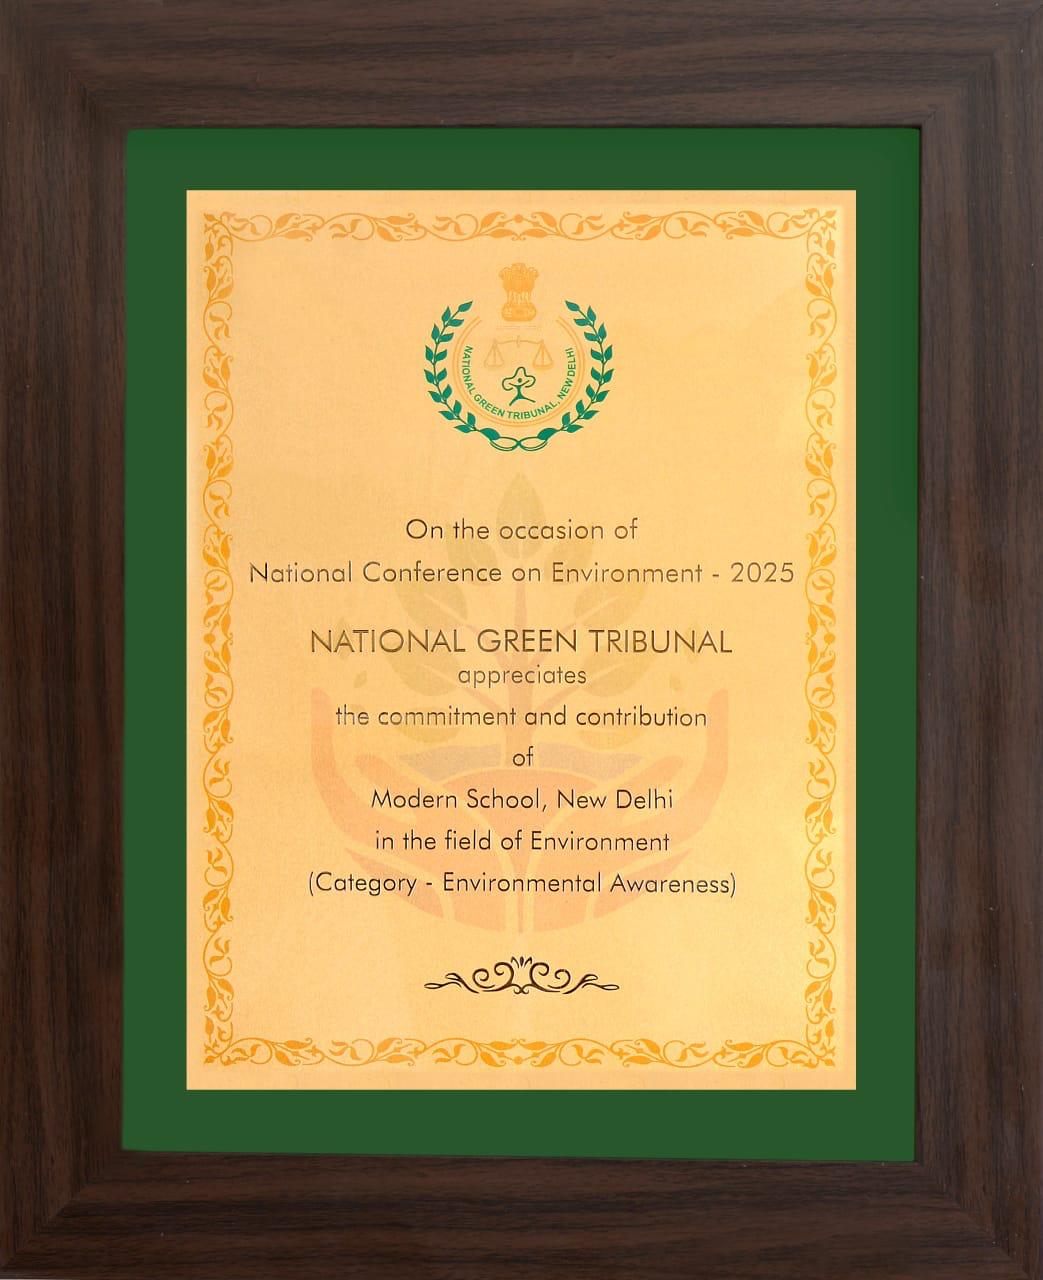 NATIONAL GREEN TRIBUNAL, NEW DELHI
On the occasion of
National Conference on Environment - 2025
NATIONAL GREEN TRIBUNAL
appreciates
the commitment and contribution
of
Modern School, New Delhi
in the field of Environment
(Category - Environmental Awareness)